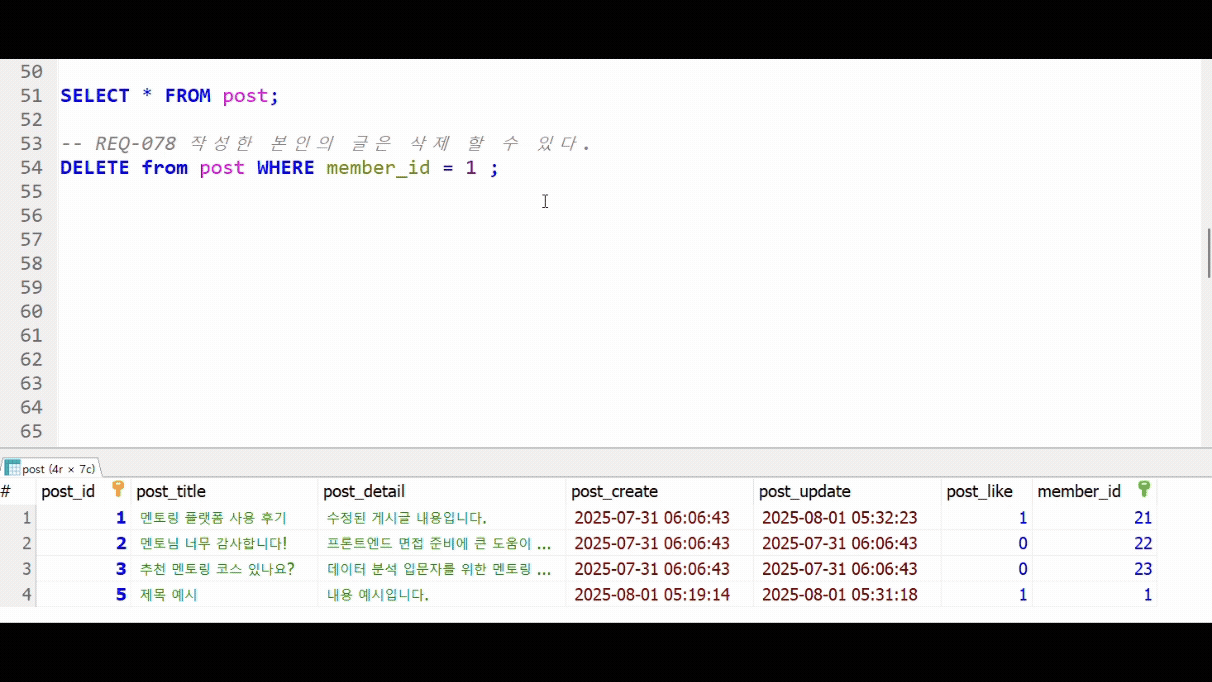 50
51 SELECT * FROM post;
52
53 -- REQ-078 작성한 본인의 글은 삭제 할 수 있다.
54 DELETE from post WHERE member_id = 1 ;
55
56
57
58
59
60
61
62
63
64
65
post (4r × 7c)
# post_id post_title post_detail post_create post_update post_like member_id
1 1 멘토링 플랫폼 사용 후기 수정된 게시글 내용입니다. 2025-07-31 06:06:43 2025-08-01 05:32:23 1 21
2 2 멘토님 너무 감사합니다! 프론트엔드 면접 준비에 큰 도움이 ... 2025-07-31 06:06:43 2025-07-31 06:06:43 0 22
3 3 추천 멘토링 코스 있나요? 데이터 분석 입문자를 위한 멘토링 ... 2025-07-31 06:06:43 2025-07-31 06:06:43 0 23
4 5 제목 예시 내용 예시입니다. 2025-08-01 05:19:14 2025-08-01 05:31:18 1 1